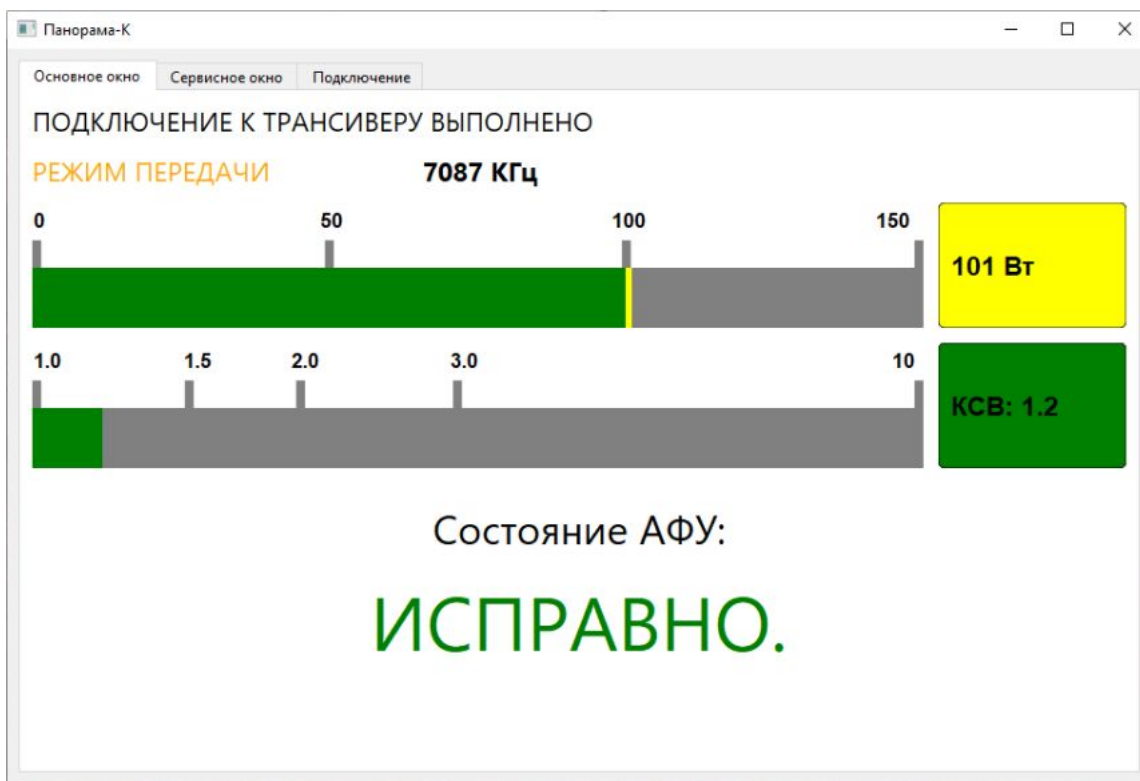 Панорама-К
Основное окно Сервисное окно Подключение
ПОДКЛЮЧЕНИЕ К ТРАНСИВЕРУ ВЫПОЛНЕНО
РЕЖИМ ПЕРЕДАЧИ 7087 КГц
0 50 100 150
101 Вт
1.0 1.5 2.0 3.0 10
КСВ: 1.2
Состояние АФУ:
ИСПРАВНО.